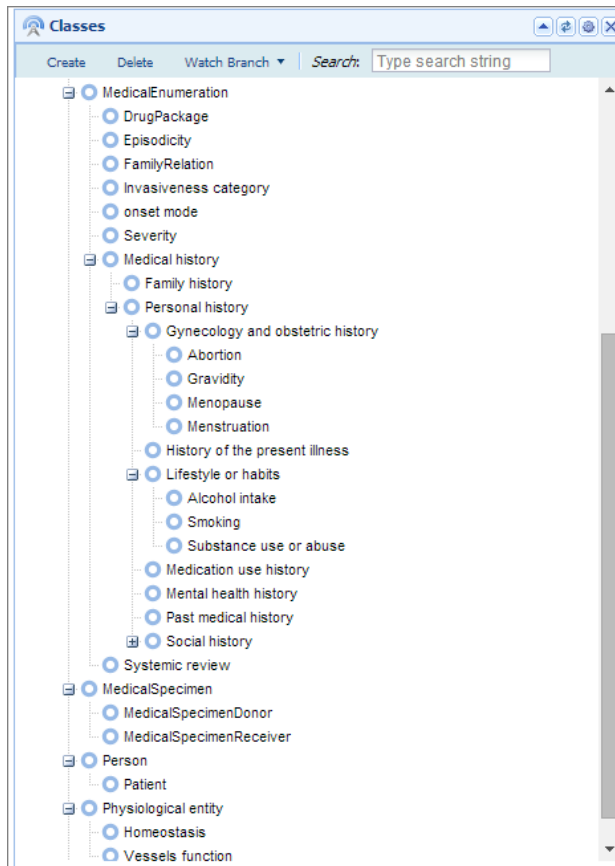 Classes
Create Delete Watch Branch Search: Type search string
MedicalEnumeration
DrugPackage
Episodicity
FamilyRelation
Invasiveness category
onset mode
Severity
Medical history
Family history
Personal history
Gynecology and obstetric history
Abortion
Gravidity
Menopause
Menstruation
History of the present illness
Lifestyle or habits
Alcohol intake
Smoking
Substance use or abuse
Medication use history
Mental health history
Past medical history
Social history
Systemic review
MedicalSpecimen
MedicalSpecimenDonor
MedicalSpecimenReceiver
Person
Patient
Physiological entity
Homeostasis
Vessels function